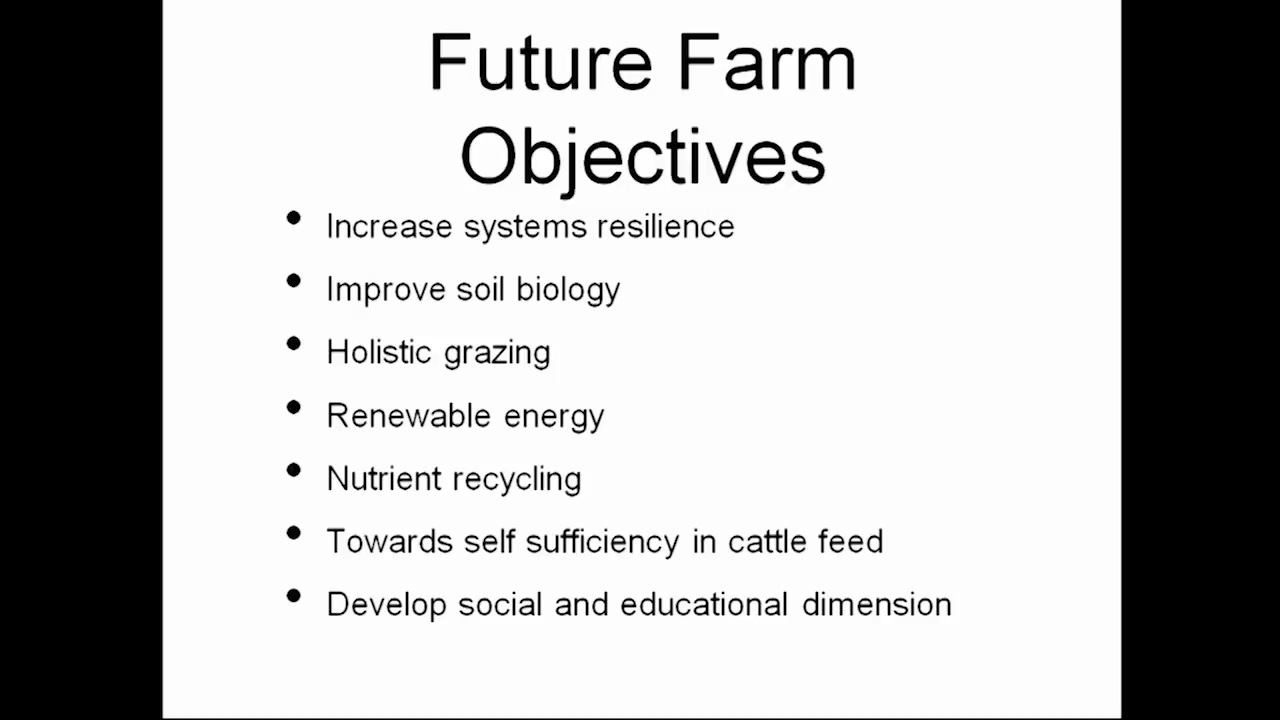 Future Farm
Objectives
• Increase systems resilience
• Improve soil biology
• Holistic grazing
• Renewable energy
• Nutrient recycling
• Towards self sufficiency in cattle feed
• Develop social and educational dimension